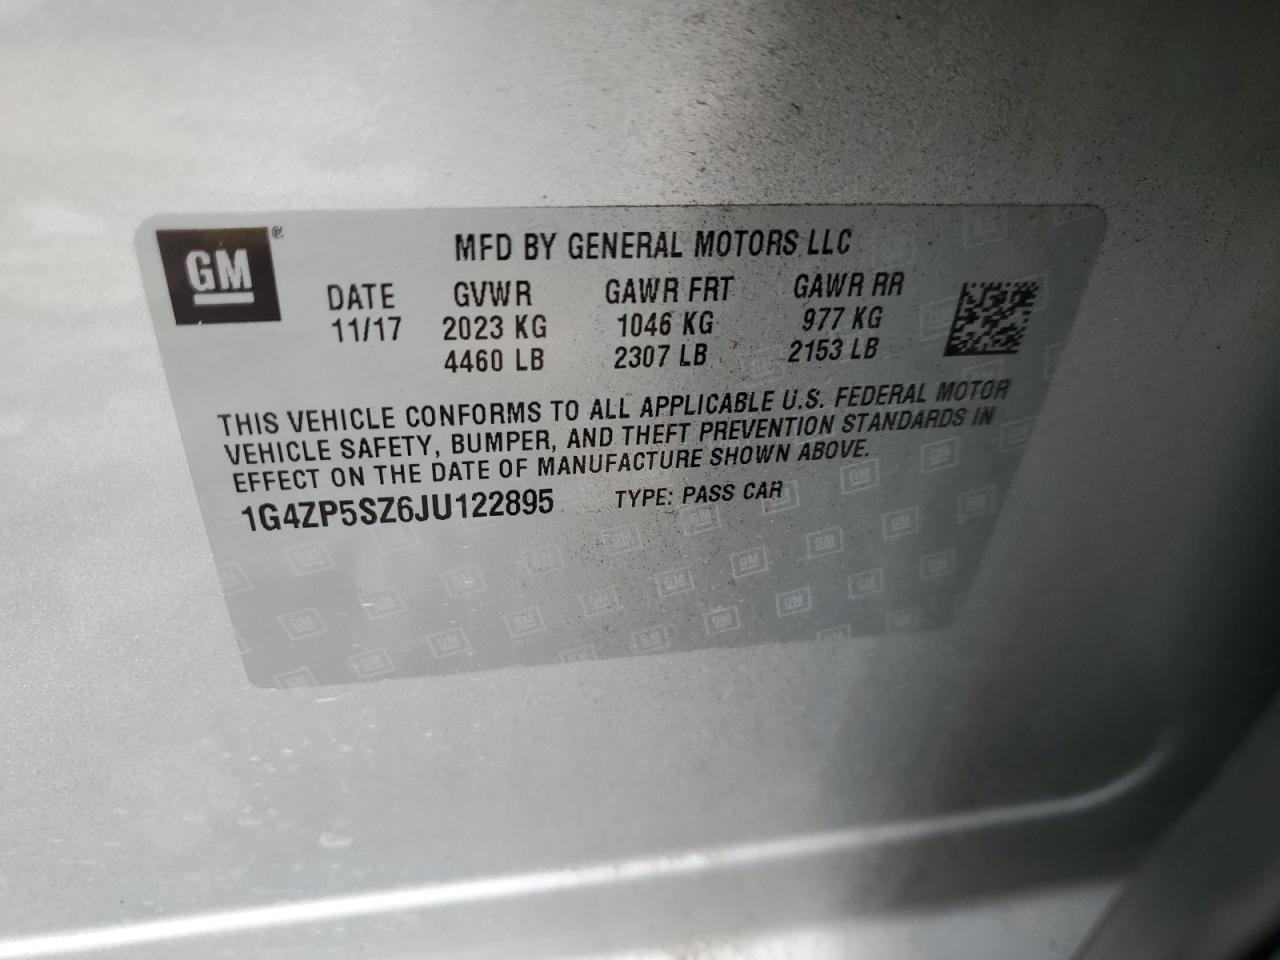 GM®
MFD BY GENERAL MOTORS LLC
DATE GVWR GAWR FRT GAWR RR
11/17 2023 KG 1046 KG 977 KG
4460 LB 2307 LB 2153 LB
THIS VEHICLE CONFORMS TO ALL APPLICABLE U.S. FEDERAL MOTOR
VEHICLE SAFETY, BUMPER, AND THEFT PREVENTION STANDARDS IN
EFFECT ON THE DATE OF MANUFACTURE SHOWN ABOVE.
1G4ZP5SZ6JU122895 TYPE: PASS CAR